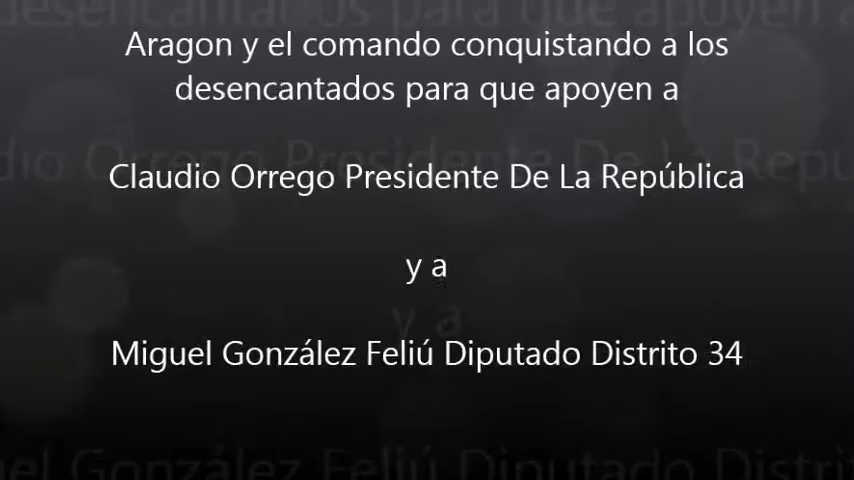 Aragon y el comando conquistando a los
desencantados para que apoyen a
Claudio Orrego Presidente De La República
y a
Miguel González Feliú Diputado Distrito 34